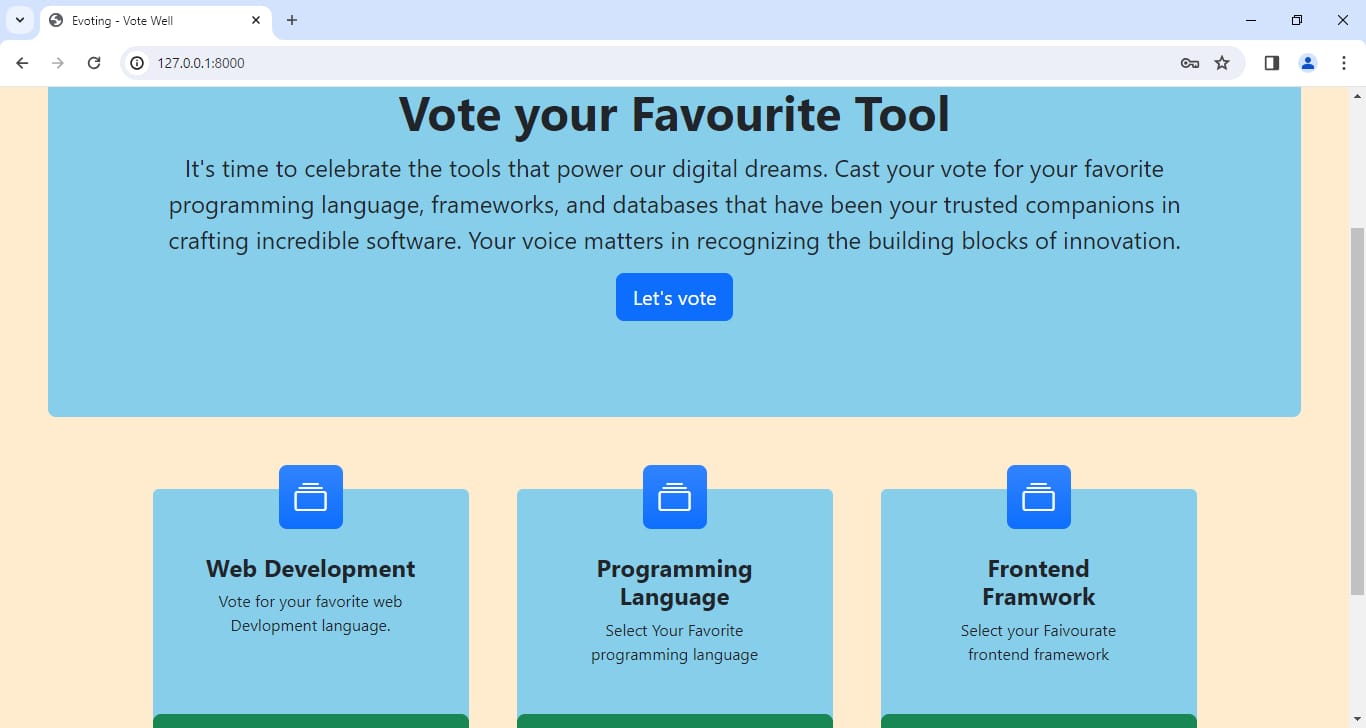 Evoting - Vote Well
127.0.0.1:8000
Vote your Favourite Tool
It's time to celebrate the tools that power our digital dreams. Cast your vote for your favorite
programming language, frameworks, and databases that have been your trusted companions in
crafting incredible software. Your voice matters in recognizing the building blocks of innovation.
Let's vote
Web Development
Vote for your favorite web
Devlopment language.
Programming
Language
Select Your Favorite
programming language
Frontend
Framwork
Select your Faivourate
frontend framework